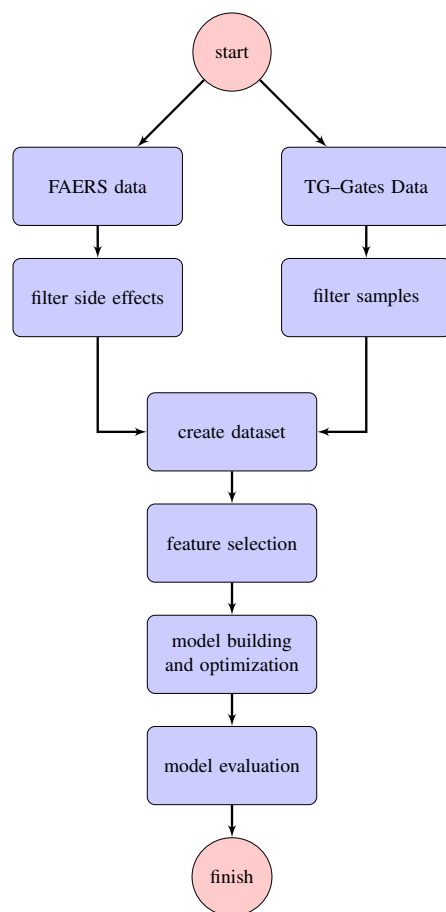 start
FAERS data
TG–Gates Data
filter side effects
filter samples
create dataset
feature selection
model building
and optimization
model evaluation
finish